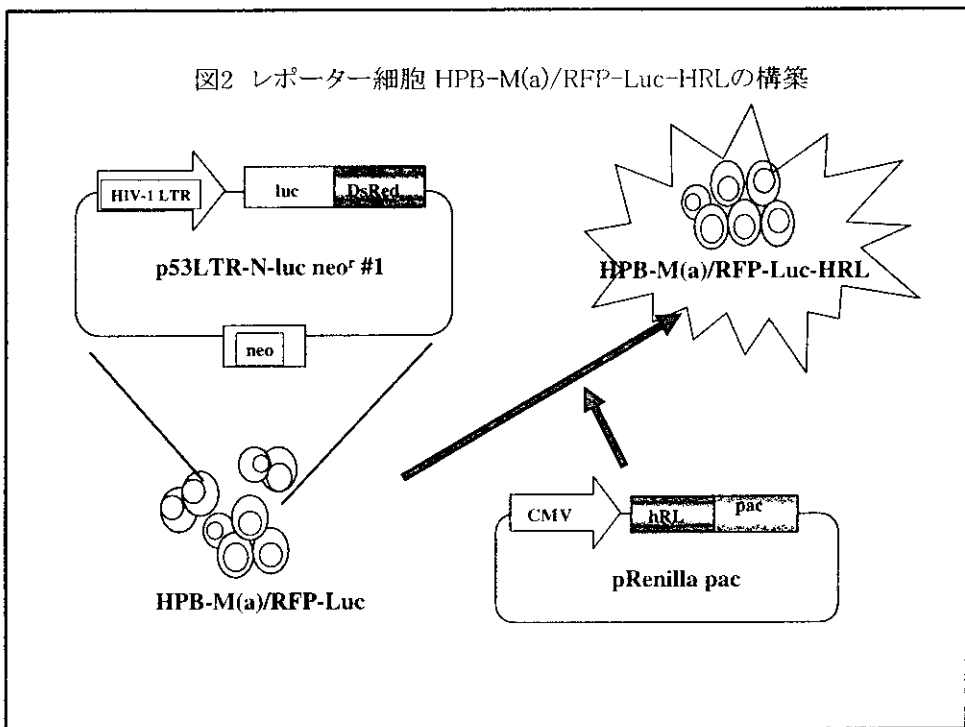 図2 レポーター細胞 HPB-M(a)/RFP-Luc-HRLの構築
HIV-1 LTR
luc
DsRed
p53LTR-N-luc neoʳ #1
neo
HPB-M(a)/RFP-Luc
HPB-M(a)/RFP-Luc-HRL
CMV
hRL
pac
pRenilla pac